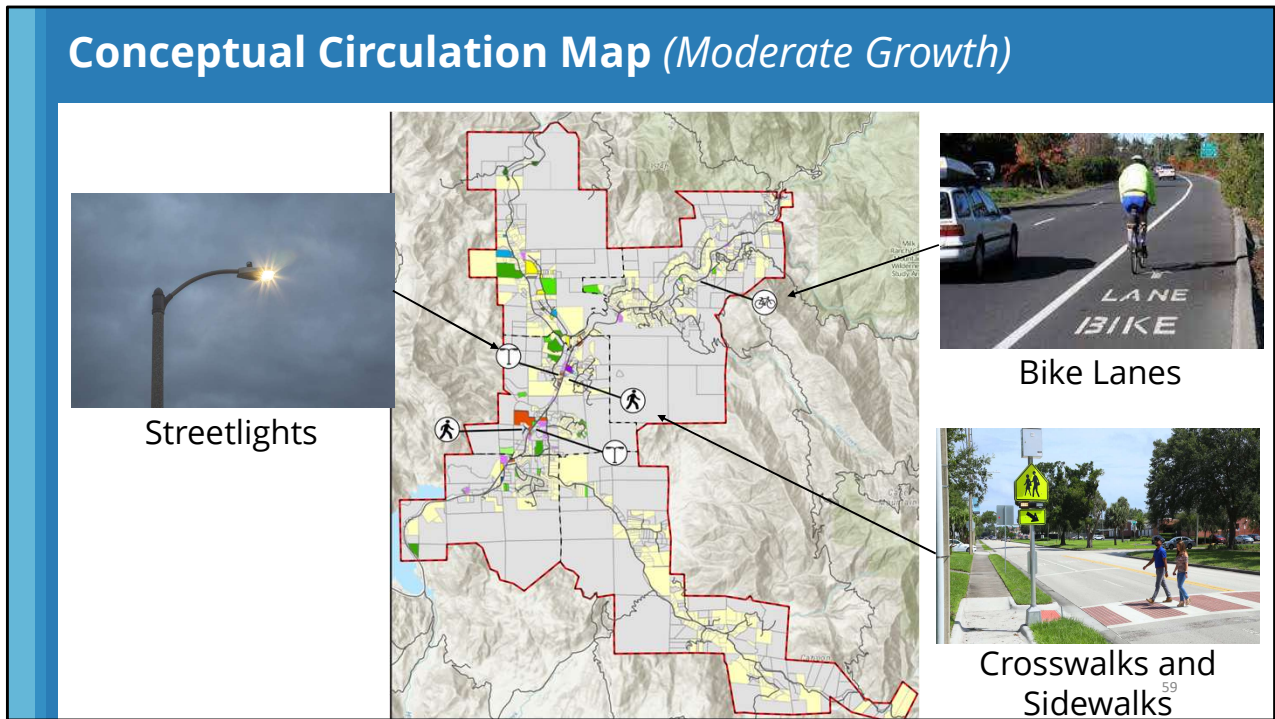 Conceptual Circulation Map (Moderate Growth)
Streetlights
LANE
BIKE
Bike Lanes
Crosswalks and
Sidewalks
59